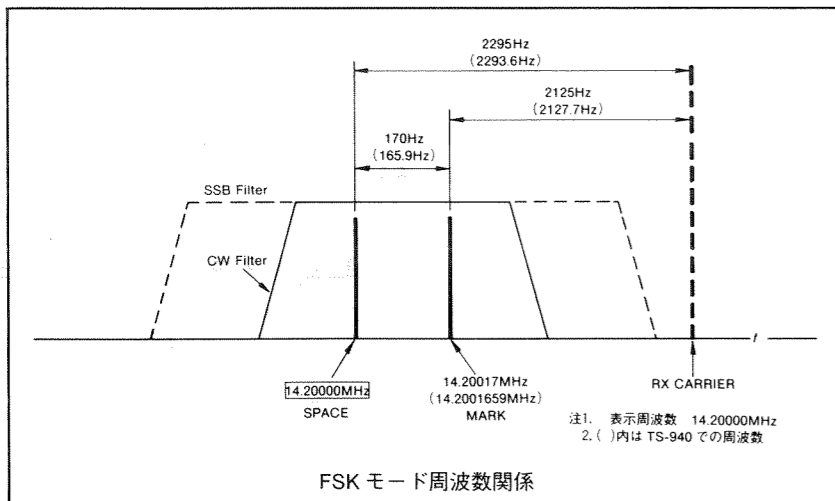 2295Hz
(2293.6Hz)
2125Hz
(2127.7Hz)
170Hz
(165.9Hz)
SSB Filter
CW Filter
f
14.20000MHz
SPACE
14.20017MHz
(14.2001659MHz)
MARK
RX CARRIER
注1. 表示周波数 14.20000MHz
2. ( )内は TS-940 での周波数
FSK モード周波数関係